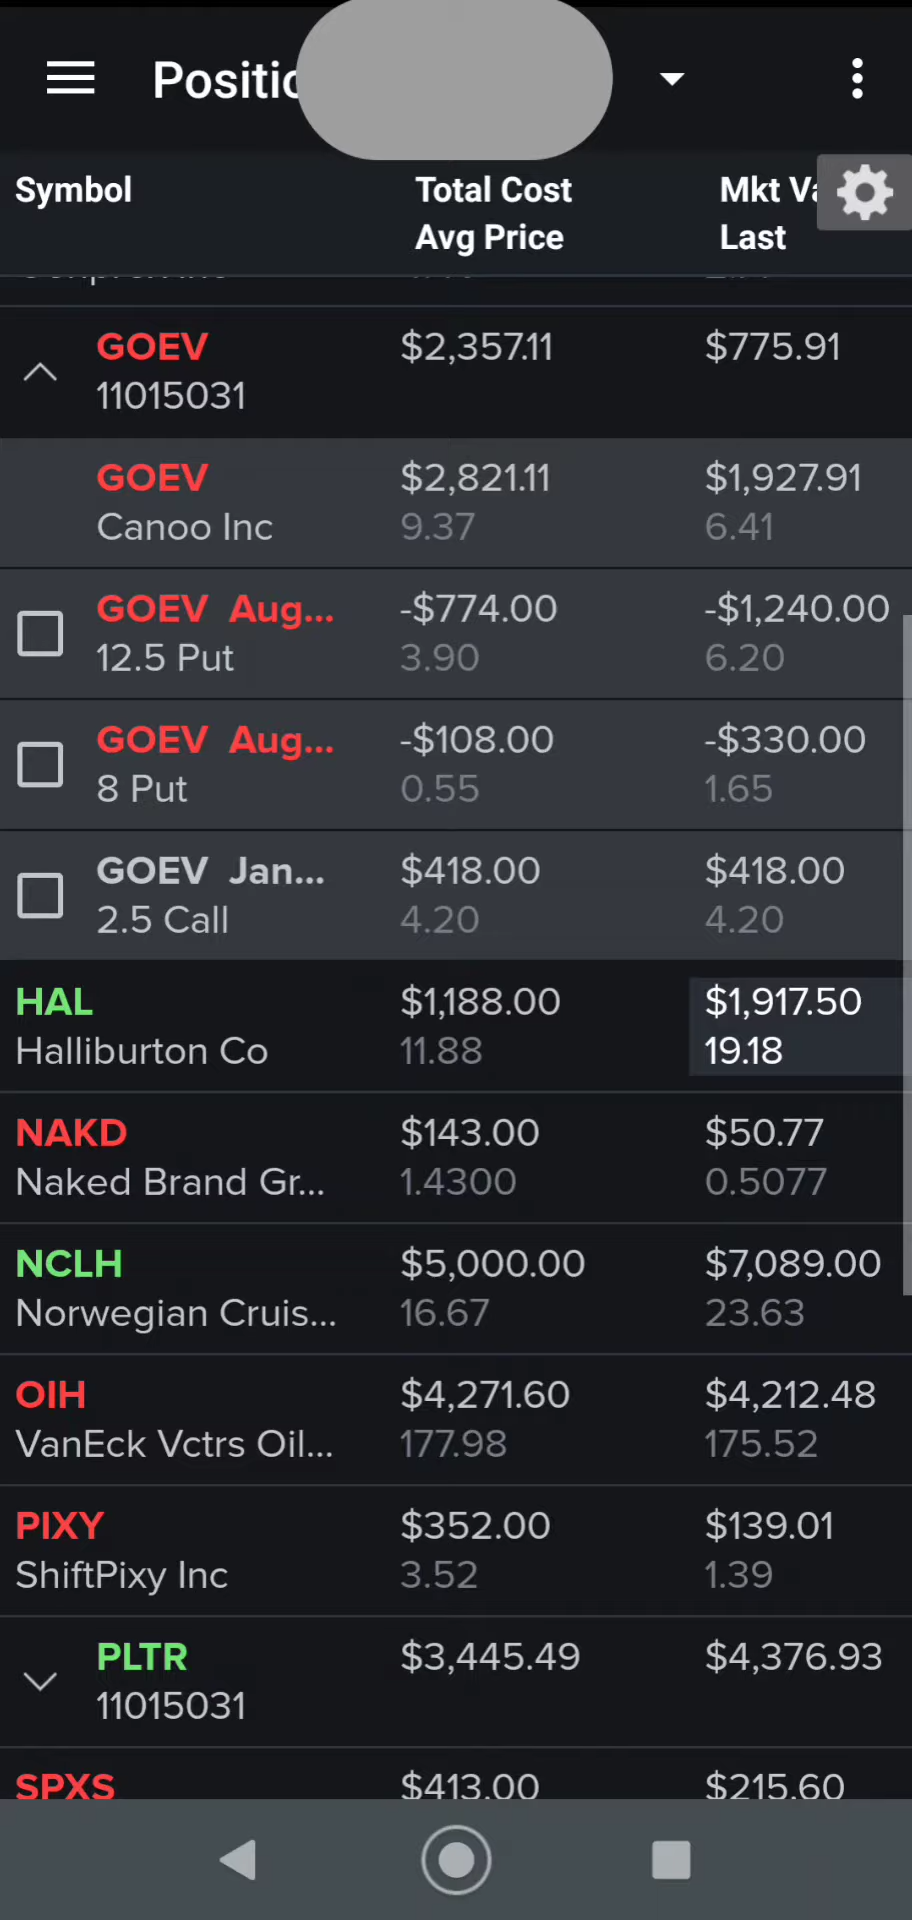 Positio
Symbol Total Cost Mkt Va
Avg Price Last
GOEV $2,357.11 $775.91
11015031
GOEV $2,821.11 $1,927.91
Canoo Inc 9.37 6.41
GOEV Aug... -$774.00 -$1,240.00
12.5 Put 3.90 6.20
GOEV Aug... -$108.00 -$330.00
8 Put 0.55 1.65
GOEV Jan... $418.00 $418.00
2.5 Call 4.20 4.20
HAL $1,188.00 $1,917.50
Halliburton Co 11.88 19.18
NAKD $143.00 $50.77
Naked Brand Gr... 1.4300 0.5077
NCLH $5,000.00 $7,089.00
Norwegian Cruis... 16.67 23.63
OIH $4,271.60 $4,212.48
VanEck Vctrs Oil... 177.98 175.52
PIXY $352.00 $139.01
ShiftPixy Inc 3.52 1.39
PLTR $3,445.49 $4,376.93
11015031
SPXS $413.00 $215.60